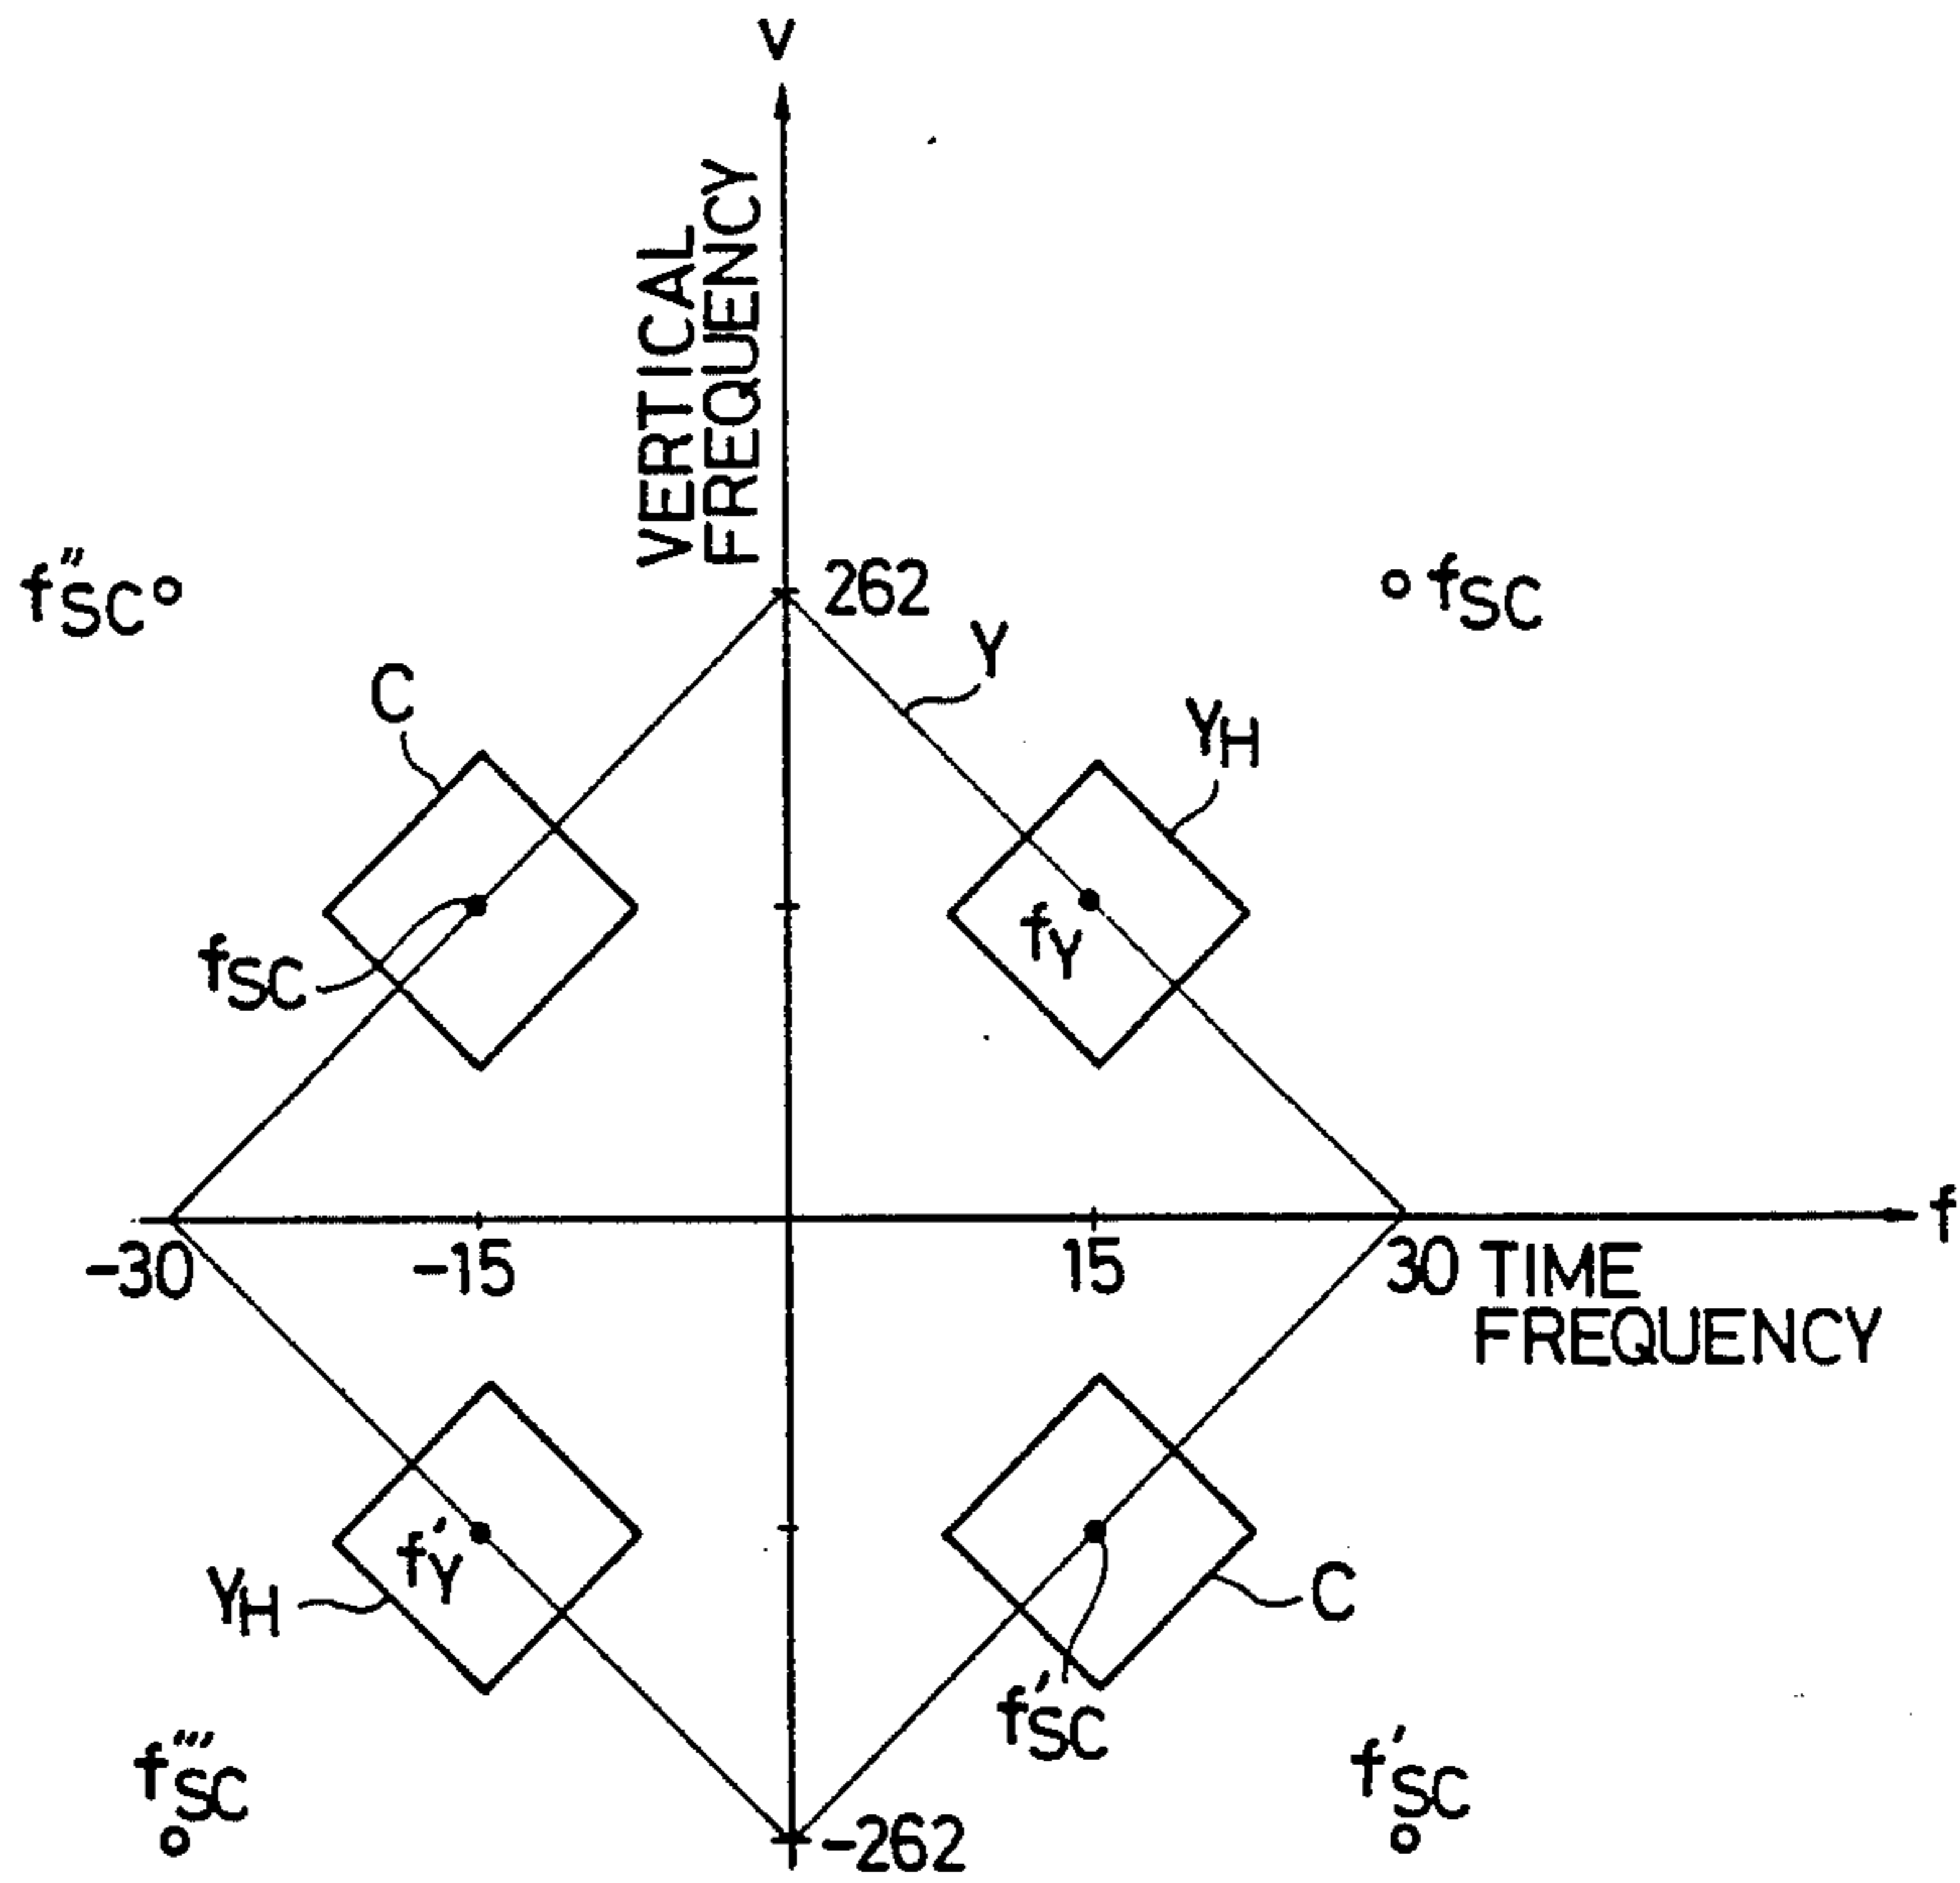 V
VERTICAL
FREQUENCY
f″SC
262
fSC
Y
C
YH
fSC
fY
f
-30
-15
15
30
TIME
FREQUENCY
f′Y
YH
C
f′SC
f‴SC
f′SC
-262